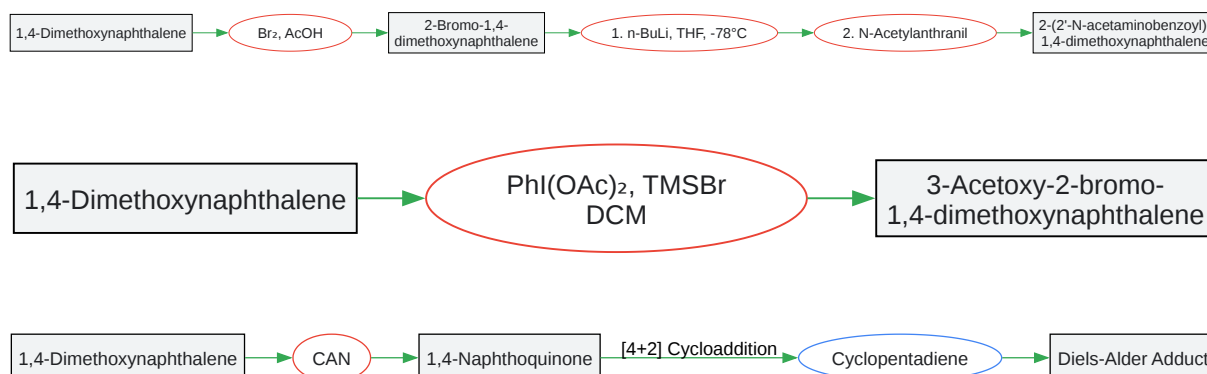 1,4-Dimethoxynaphthalene
Br₂, AcOH
2-Bromo-1,4-
dimethoxynaphthalene
1. n-BuLi, THF, -78°C
2. N-Acetylanthranil
2-(2'-N-acetaminobenzoyl)
1,4-dimethoxynaphthalene
1,4-Dimethoxynaphthalene
PhI(OAc)₂, TMSBr
DCM
3-Acetoxy-2-bromo-
1,4-dimethoxynaphthalene
1,4-Dimethoxynaphthalene
CAN
1,4-Naphthoquinone
[4+2] Cycloaddition
Cyclopentadiene
Diels-Alder Adduct